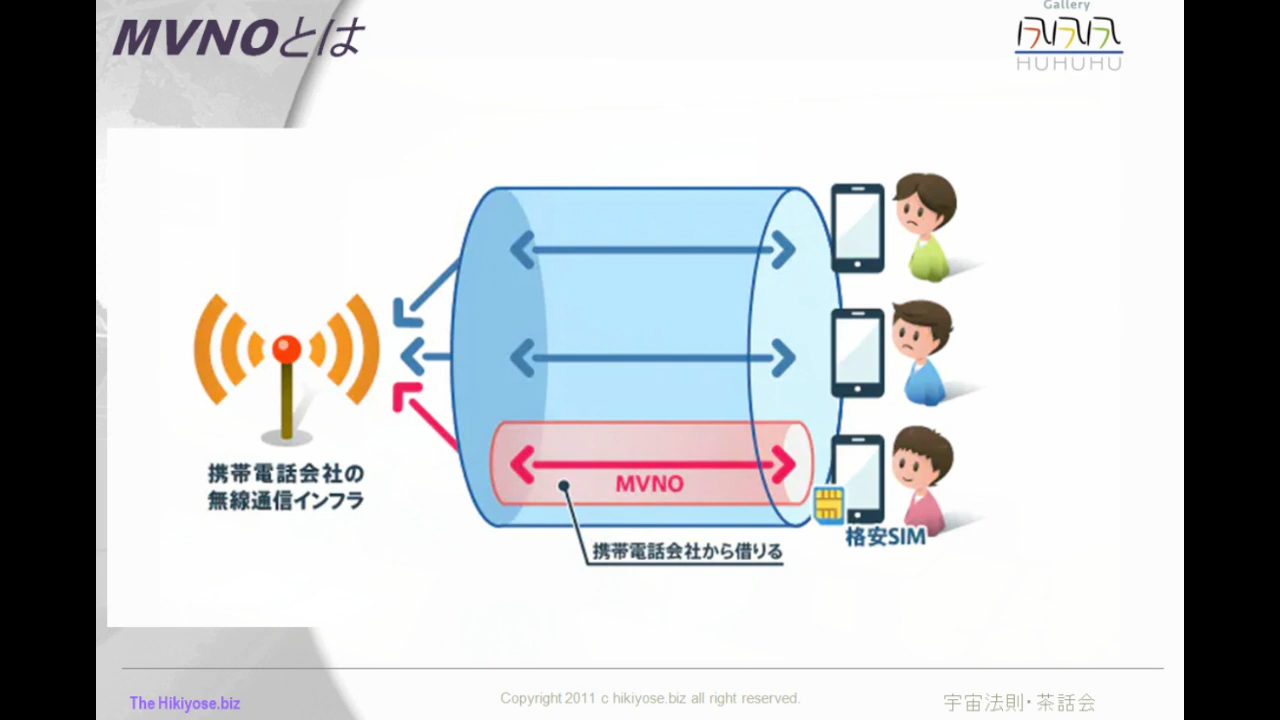 MVNOとは
Gallery
HUHUHU
携帯電話会社の
無線通信インフラ
MVNO
携帯電話会社から借りる
格安SIM
The Hikiyose.biz
Copyright 2011 c hikiyose.biz all right reserved.
宇宙法則・茶話会